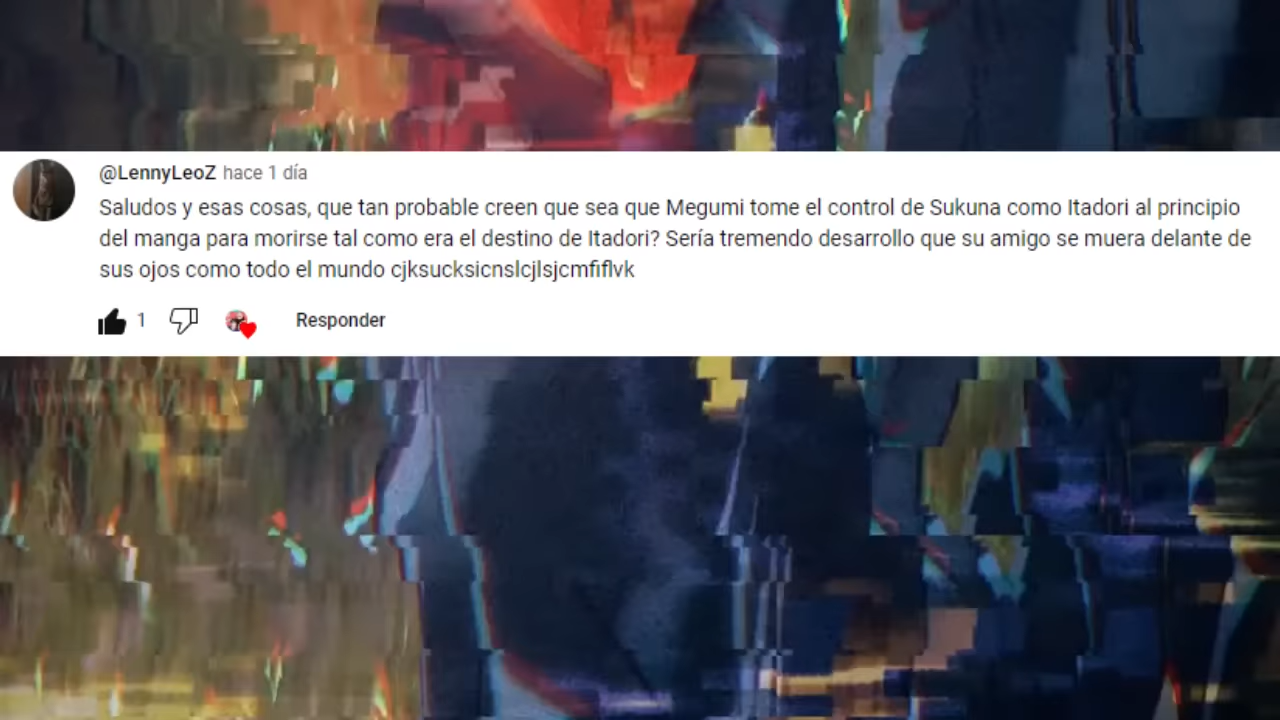 @LennyLeoZ hace 1 día
Saludos y esas cosas, que tan probable creen que sea que Megumi tome el control de Sukuna como Itadori al principio
del manga para morirse tal como era el destino de Itadori? Sería tremendo desarrollo que su amigo se muera delante de
sus ojos como todo el mundo cjksucksicnslcjlsjcmfiflvk
1 Responder